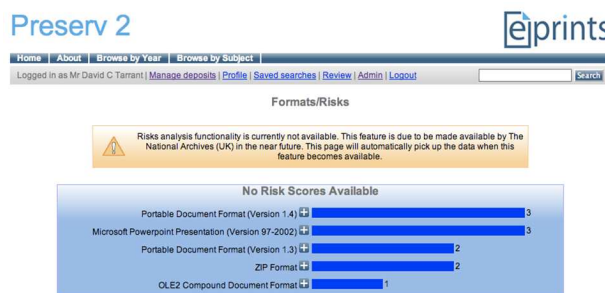 Preserv 2
eprints
Home | About | Browse by Year | Browse by Subject
Logged in as Mr David C Tarrant | Manage deposits | Profile | Saved searches | Review | Admin | Logout
Search
Formats/Risks
Risks analysis functionality is currently not available. This feature is due to be made available by The
National Archives (UK) in the near future. This page will automatically pick up the data when this
feature becomes available.
No Risk Scores Available
Portable Document Format (Version 1.4) + 3
Microsoft Powerpoint Presentation (Version 97-2002) + 3
Portable Document Format (Version 1.3) + 2
ZIP Format + 2
OLE2 Compound Document Format + 1